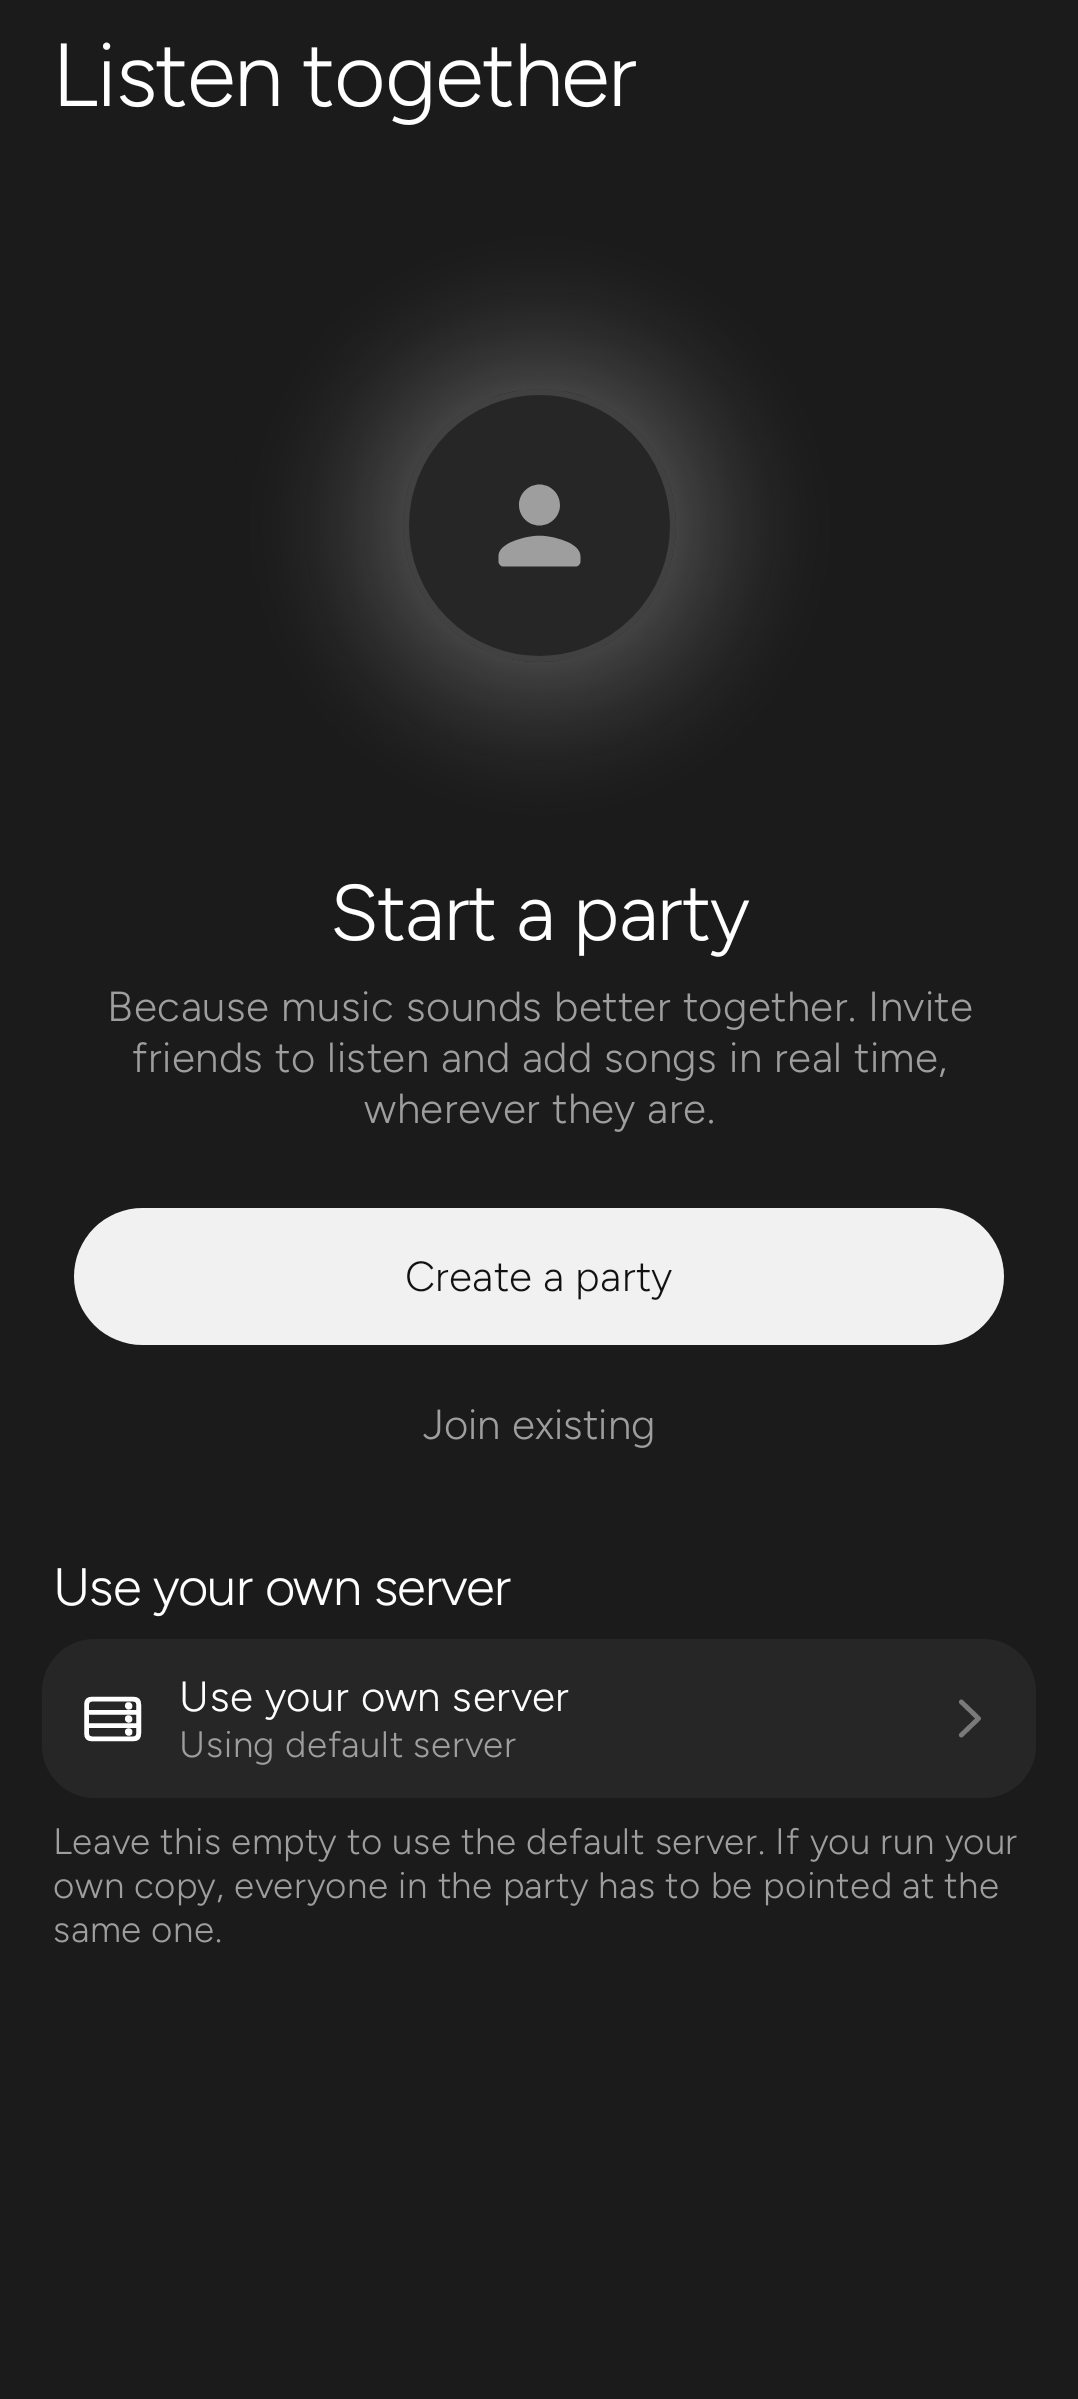 Listen together
Start a party
Because music sounds better together. Invite
friends to listen and add songs in real time,
wherever they are.
Create a party
Join existing
Use your own server
Use your own server
Using default server
Leave this empty to use the default server. If you run your
own copy, everyone in the party has to be pointed at the
same one.